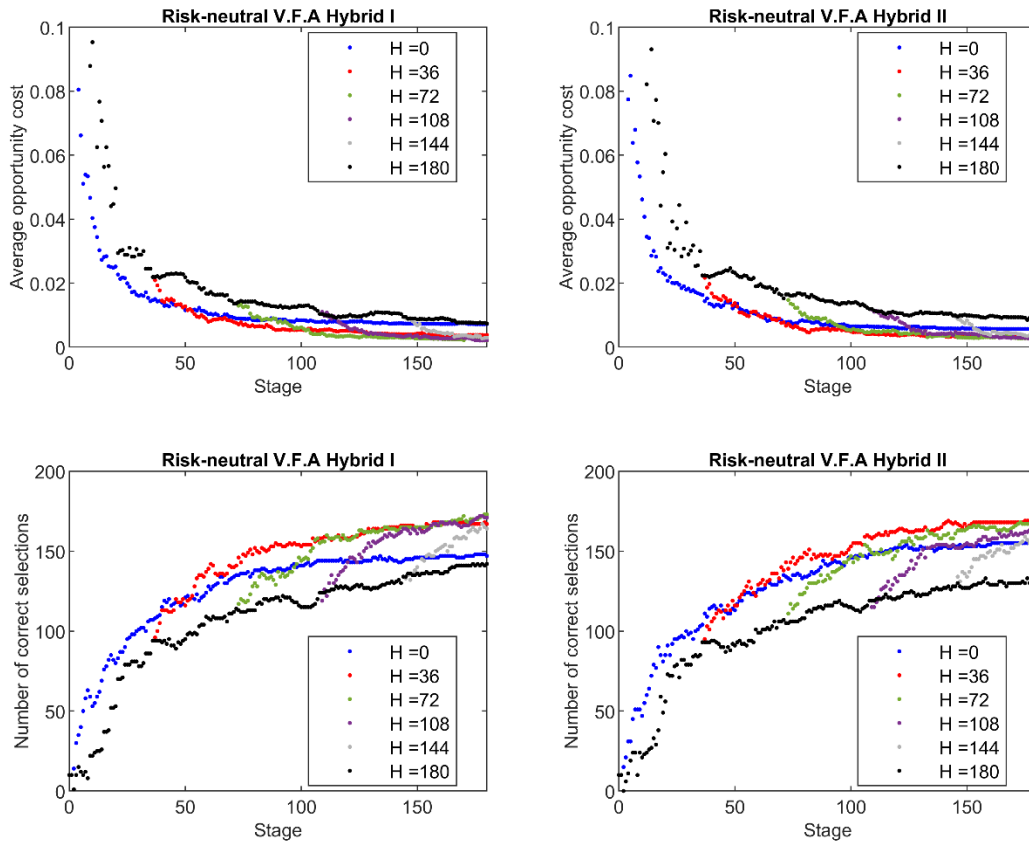 Risk-neutral V.F.A Hybrid I
0.1
0.08
0.06
0.04
0.02
0
Average opportunity cost
0
50
100
150
Stage
H =0
H =36
H =72
H =108
H =144
H =180
Risk-neutral V.F.A Hybrid II
0.1
0.08
0.06
0.04
0.02
0
Average opportunity cost
0
50
100
150
Stage
H =0
H =36
H =72
H =108
H =144
H =180
Risk-neutral V.F.A Hybrid I
200
150
100
50
0
Number of correct selections
0
50
100
150
Stage
H =0
H =36
H =72
H =108
H =144
H =180
Risk-neutral V.F.A Hybrid II
200
150
100
50
0
Number of correct selections
0
50
100
150
Stage
H =0
H =36
H =72
H =108
H =144
H =180